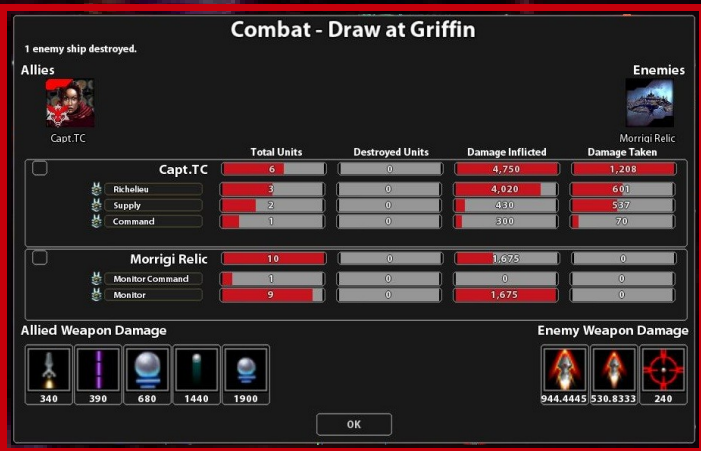 Combat - Draw at Griffin
1 enemy ship destroyed.
Allies
Enemies
Capt.TC
Morrigi Relic
Total Units Destroyed Units Damage Inflicted Damage Taken
Capt.TC 6 0 4,750 1,208
Richelieu 3 0 4,020 601
Supply 2 0 430 537
Command 1 0 300 70
Morrigi Relic 10 0 1,675 0
Monitor Command 1 0 0 0
Monitor 9 0 1,675 0
Allied Weapon Damage
Enemy Weapon Damage
340 390 680 1440 1900
944.4445 530.8333 240
OK